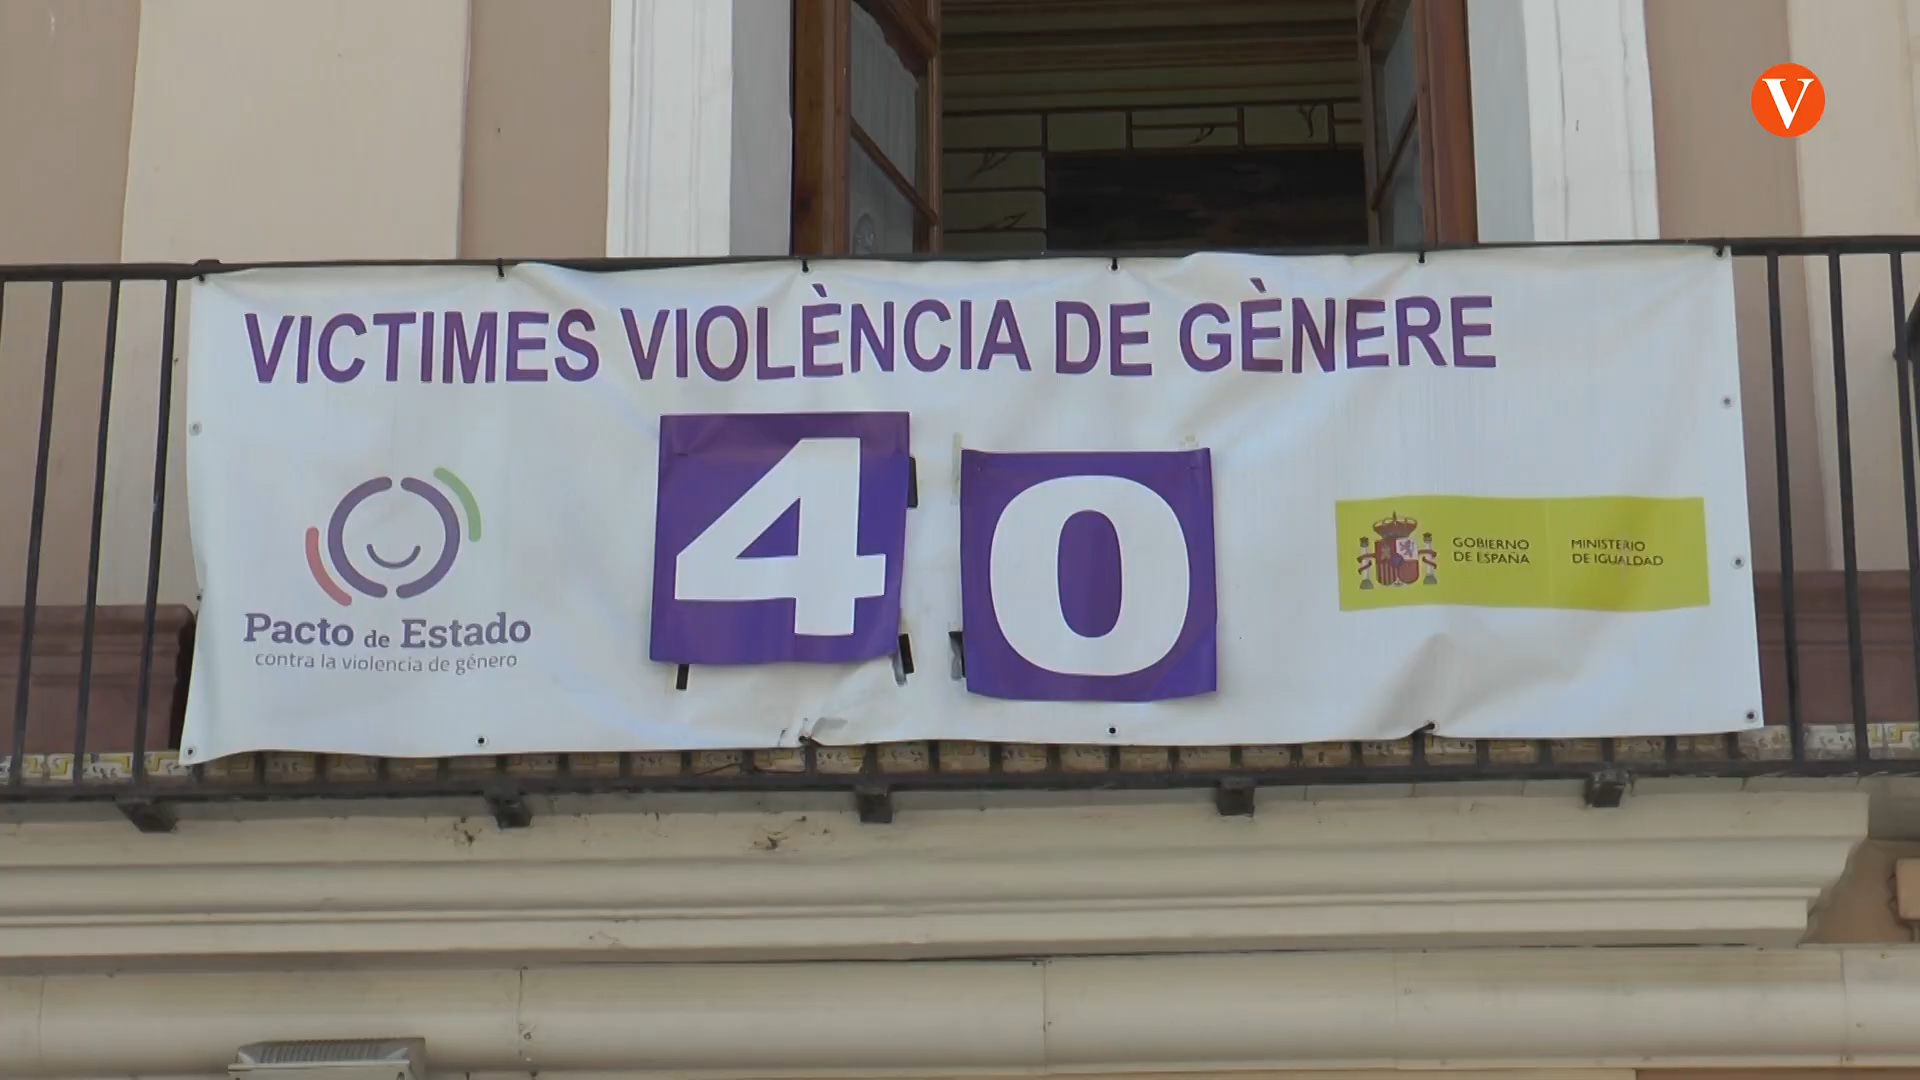 V
VICTIMES VIOLÈNCIA DE GÈNERE
40
Pacto de Estado
contra la violencia de género
GOBIERNO
DE ESPAÑA
MINISTERIO
DE IGUALDAD